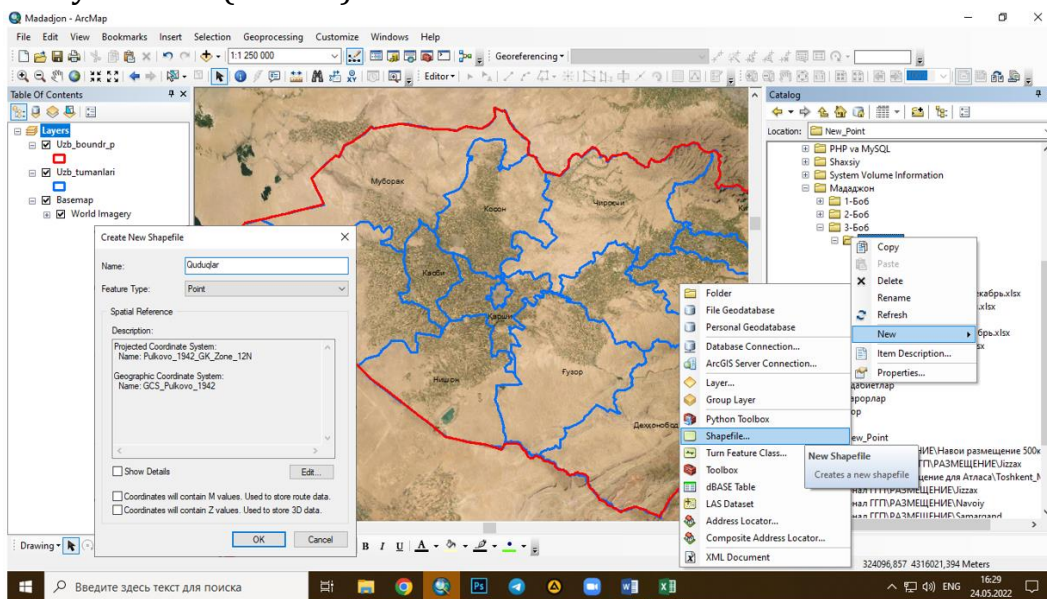 Madadjon - ArcMap
File Edit View Bookmarks Insert Selection Geoprocessing Customize Windows Help
1:1 250 000
Georeferencing
Editor
Table Of Contents
Layers
Uzb_boundr_p
Uzb_tumanlari
Basemap
World Imagery
Муборак
Косон
Чироқчи
Касби
Қарши
Нишон
Ғузор
Деҳқонобод
Create New Shapefile
Name:
Quduqlar
Feature Type:
Point
Spatial Reference
Description:
Projected Coordinate System:
Name: Pulkovo_1942_GK_Zone_12N
Geographic Coordinate System:
Name: GCS_Pulkovo_1942
Show Details
Edit...
Coordinates will contain M values. Used to store route data.
Coordinates will contain Z values. Used to store 3D data.
OK Cancel
Catalog
Location: New_Point
PHP va MySQL
Shaxsiy
System Volume Information
Мададжон
1-Боб
2-Боб
3-Боб
Copy
Paste
Delete
Rename
Refresh
New
Item Description...
Properties...
Folder
File Geodatabase
Personal Geodatabase
Database Connection...
ArcGIS Server Connection...
Layer...
Group Layer
Python Toolbox
Shapefile...
Turn Feature Class...
Toolbox
dBASE Table
LAS Dataset
Address Locator...
Composite Address Locator...
XML Document
New Shapefile
Creates a new shapefile
Drawing
B I U A
324096,857 4316021,394 Meters
Введите здесь текст для поиска
ENG
16:29
24.05.2022